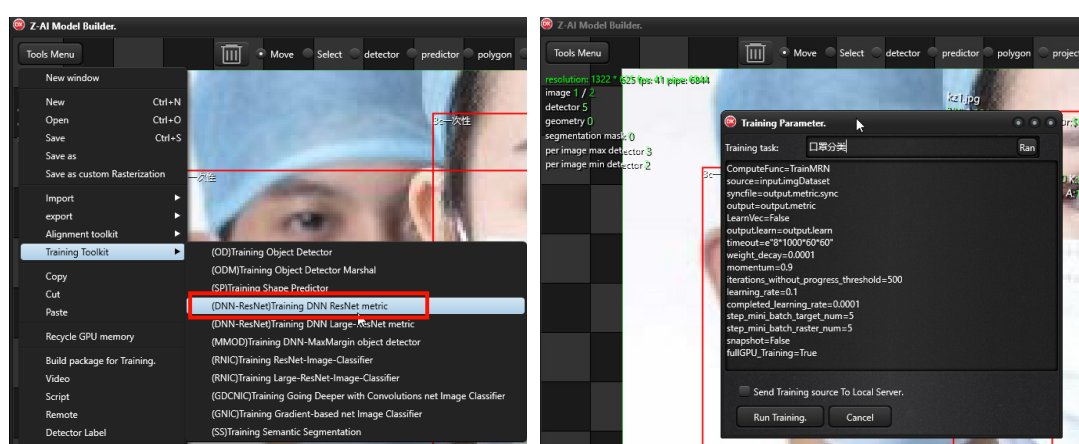 Z-AI Model Builder.
Tools Menu
Move
Select
detector
predictor
polygon
New window
New Ctrl+N
Open Ctrl+O
Save Ctrl+S
Save as
Save as custom Rasterization
Import
export
Alignment toolkit
Training Toolkit
Copy
Cut
Paste
Recycle GPU memory
Build package for Training.
Video
Script
Remote
Detector Label
3c一次性
一次性
(OD)Training Object Detector
(ODM)Training Object Detector Marshal
(SP)Training Shape Predictor
(DNN-ResNet)Training DNN ResNet metric
(DNN-ResNet)Training DNN Large-ResNet metric
(MMOD)Training DNN-MaxMargin object detector
(RNIC)Training ResNet-Image-Classifier
(RNIC)Training Large-ResNet-Image-Classifier
(GDCNIC)Training Going Deeper with Convolutions net Image Classifier
(GNIC)Training Gradient-based net Image Classifier
(SS)Training Semantic Segmentation
Z-AI Model Builder.
Tools Menu
Move
Select
detector
predictor
polygon
projec
resolution: 1322 * 625 fps: 41 pipe: 6844
image 1 / 2
detector 5
geometry 0
segmentation mask 0
per image max detector 3
per image min detector 2
kz1.jpg
3c一
Training Parameter.
Training task: 口罩分类 Ran
ComputeFunc=TrainMRN
source=input.imgDataset
syncfile=output.metric.sync
output=output.metric
LearnVec=False
output.learn=output.learn
timeout=e"8*1000*60*60"
weight_decay=0.0001
momentum=0.9
iterations_without_progress_threshold=500
learning_rate=0.1
completed_learning_rate=0.0001
step_mini_batch_target_num=5
step_mini_batch_raster_num=5
snapshot=False
fullGPU_Training=True
Send Training source To Local Server.
Run Training.
Cancel